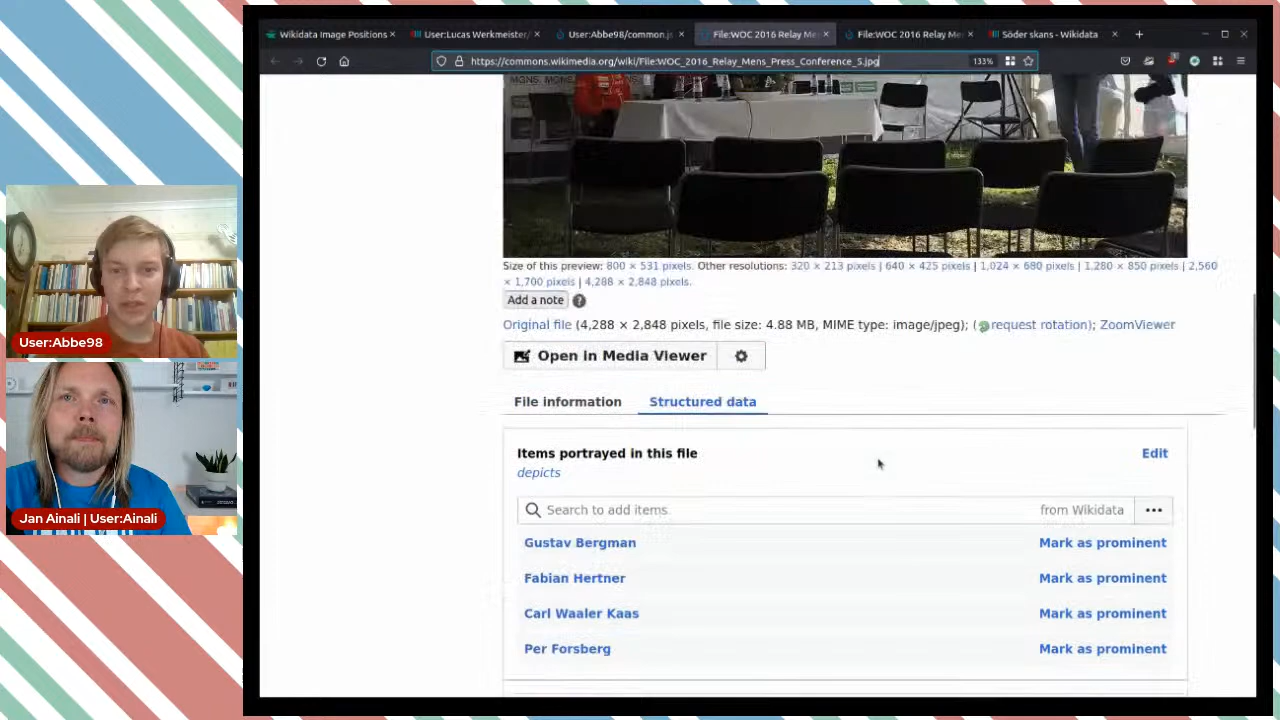 Wikidata Image Positions
User:Lucas Werkmeister/
User:Abbe98/common.js
File:WOC 2016 Relay Me
File:WOC 2016 Relay Me
Söder skans - Wikidata
https://commons.wikimedia.org/wiki/File:WOC_2016_Relay_Mens_Press_Conference_5.jpg
133%
MGNS. MGNS.
Size of this preview: 800 × 531 pixels. Other resolutions: 320 × 213 pixels | 640 × 425 pixels | 1,024 × 680 pixels | 1,280 × 850 pixels | 2,560
× 1,700 pixels | 4,288 × 2,848 pixels.
Add a note ?
Original file (4,288 × 2,848 pixels, file size: 4.88 MB, MIME type: image/jpeg); ( request rotation); ZoomViewer
Open in Media Viewer
File information Structured data
Items portrayed in this file Edit
depicts
Search to add items from Wikidata
Gustav Bergman Mark as prominent
Fabian Hertner Mark as prominent
Carl Waaler Kaas Mark as prominent
Per Forsberg Mark as prominent
User:Abbe98
Jan Ainali | User:Ainali